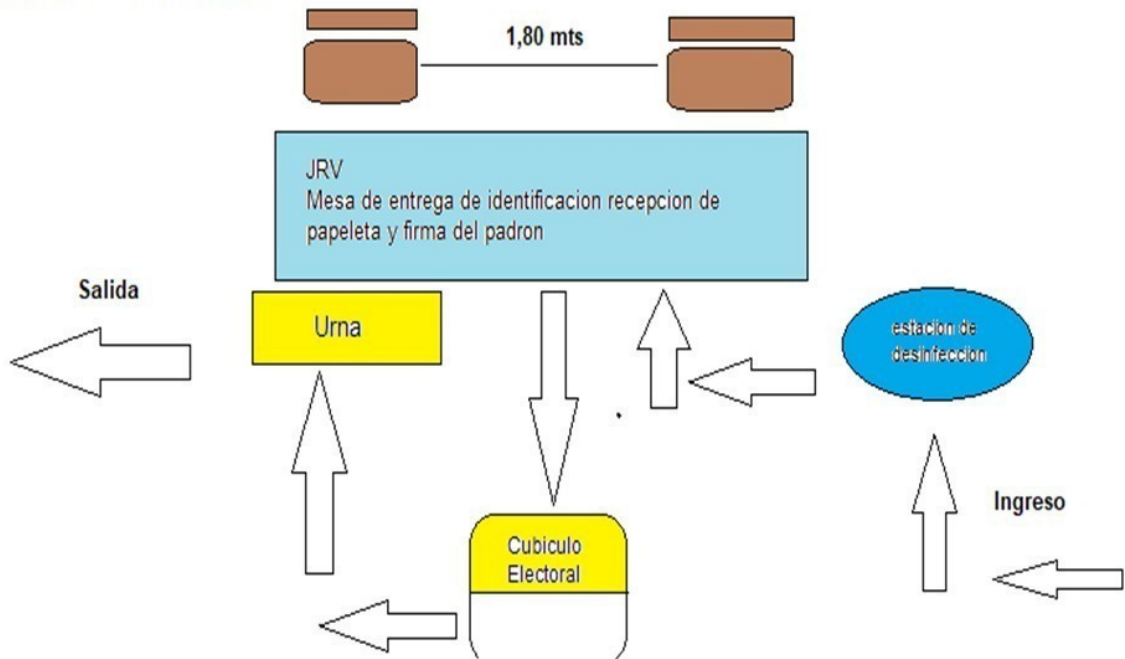 1,80 mts
JRV
Mesa de entrega de identificacion recepcion de
papeleta y firma del padron
Salida
Urna
estacion de
desinfeccion
Ingreso
Cubiculo
Electoral